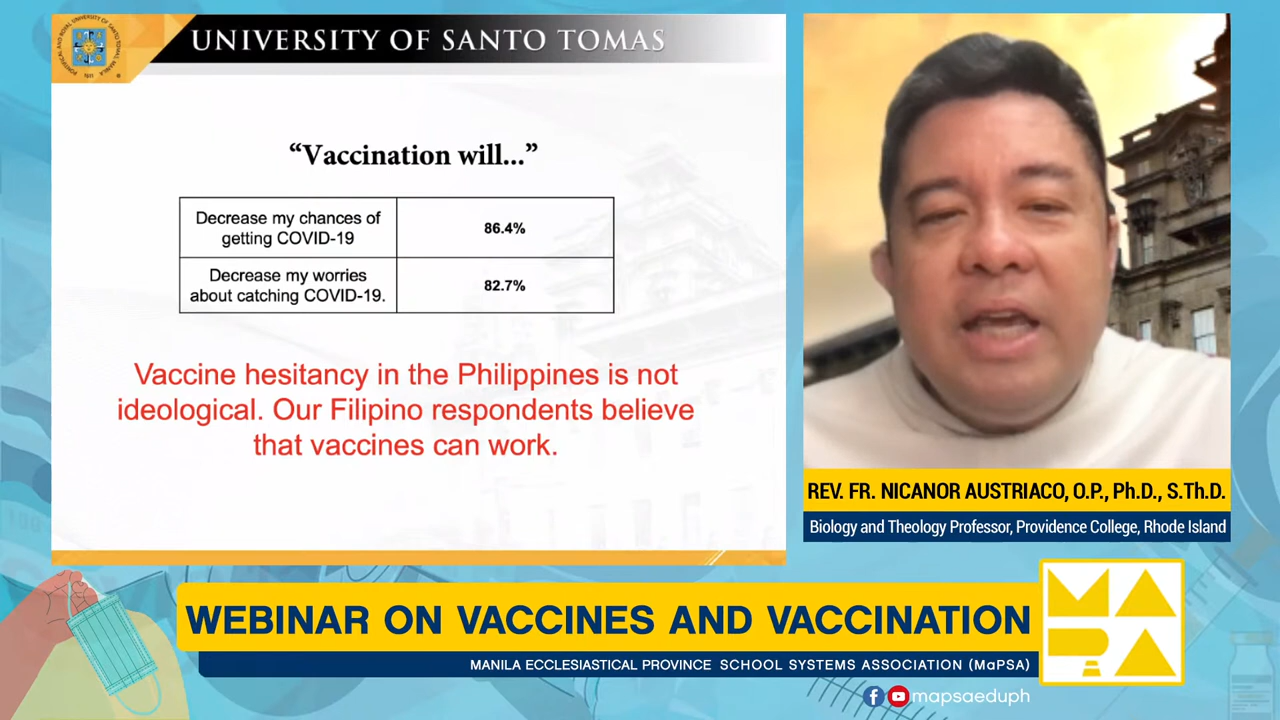 UNIVERSITY OF SANTO TOMAS
“Vaccination will...”
Decrease my chances of
getting COVID-19
86.4%
Decrease my worries
about catching COVID-19.
82.7%
Vaccine hesitancy in the Philippines is not
ideological. Our Filipino respondents believe
that vaccines can work.
REV. FR. NICANOR AUSTRIACO, O.P., Ph.D., S.Th.D.
Biology and Theology Professor, Providence College, Rhode Island
WEBINAR ON VACCINES AND VACCINATION
MANILA ECCLESIASTICAL PROVINCE SCHOOL SYSTEMS ASSOCIATION (MaPSA)
mapsaeduph
MA
PA